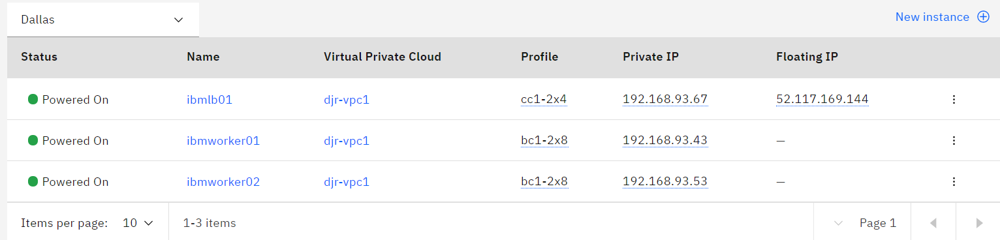 Dallas
New instance
Status Name Virtual Private Cloud Profile Private IP Floating IP
Powered On ibmlb01 djr-vpc1 cc1-2x4 192.168.93.67 52.117.169.144
Powered On ibmworker01 djr-vpc1 bc1-2x8 192.168.93.43 —
Powered On ibmworker02 djr-vpc1 bc1-2x8 192.168.93.53 —
Items per page: 10 1-3 items Page 1